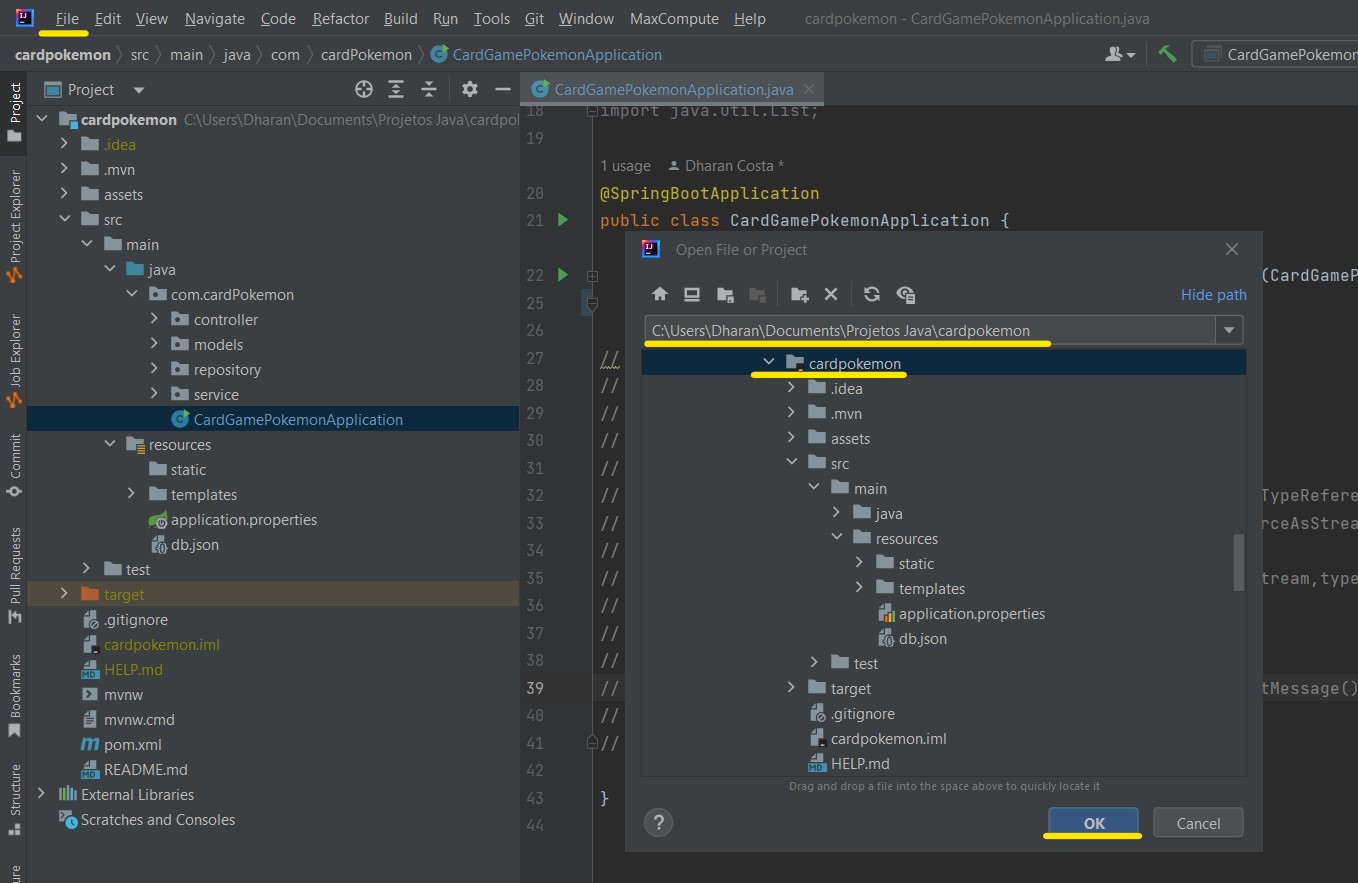 File Edit View Navigate Code Refactor Build Run Tools Git Window MaxCompute Help cardpokemon - CardGamePokemonApplication.java
cardpokemon src main java com cardPokemon CardGamePokemonApplication CardGamePokemon
Project
Project Explorer
Job Explorer
Commit
Pull Requests
Bookmarks
Structure
Project
cardpokemon C:\Users\Dharan\Documents\Projetos Java\cardpo
.idea
.mvn
assets
src
main
java
com.cardPokemon
controller
models
repository
service
CardGamePokemonApplication
resources
static
templates
application.properties
db.json
test
target
.gitignore
cardpokemon.iml
HELP.md
mvnw
mvnw.cmd
pom.xml
README.md
External Libraries
Scratches and Consoles
CardGamePokemonApplication.java
18 import java.util.List;
19
1 usage Dharan Costa *
20 @SpringBootApplication
21 public class CardGamePokemonApplication {
22 (CardGameP
25
26
27 //
28 //
29 //
30 //
31 //
32 // TypeRefere
33 // rceAsStrea
34 //
35 // tream,type
36 //
37 //
38 //
39 // tMessage()
40 //
41 //
42
43 }
44
Open File or Project
Hide path
C:\Users\Dharan\Documents\Projetos Java\cardpokemon
cardpokemon
.idea
.mvn
assets
src
main
java
resources
static
templates
application.properties
db.json
test
target
.gitignore
cardpokemon.iml
HELP.md
Drag and drop a file into the space above to quickly locate it
? OK Cancel